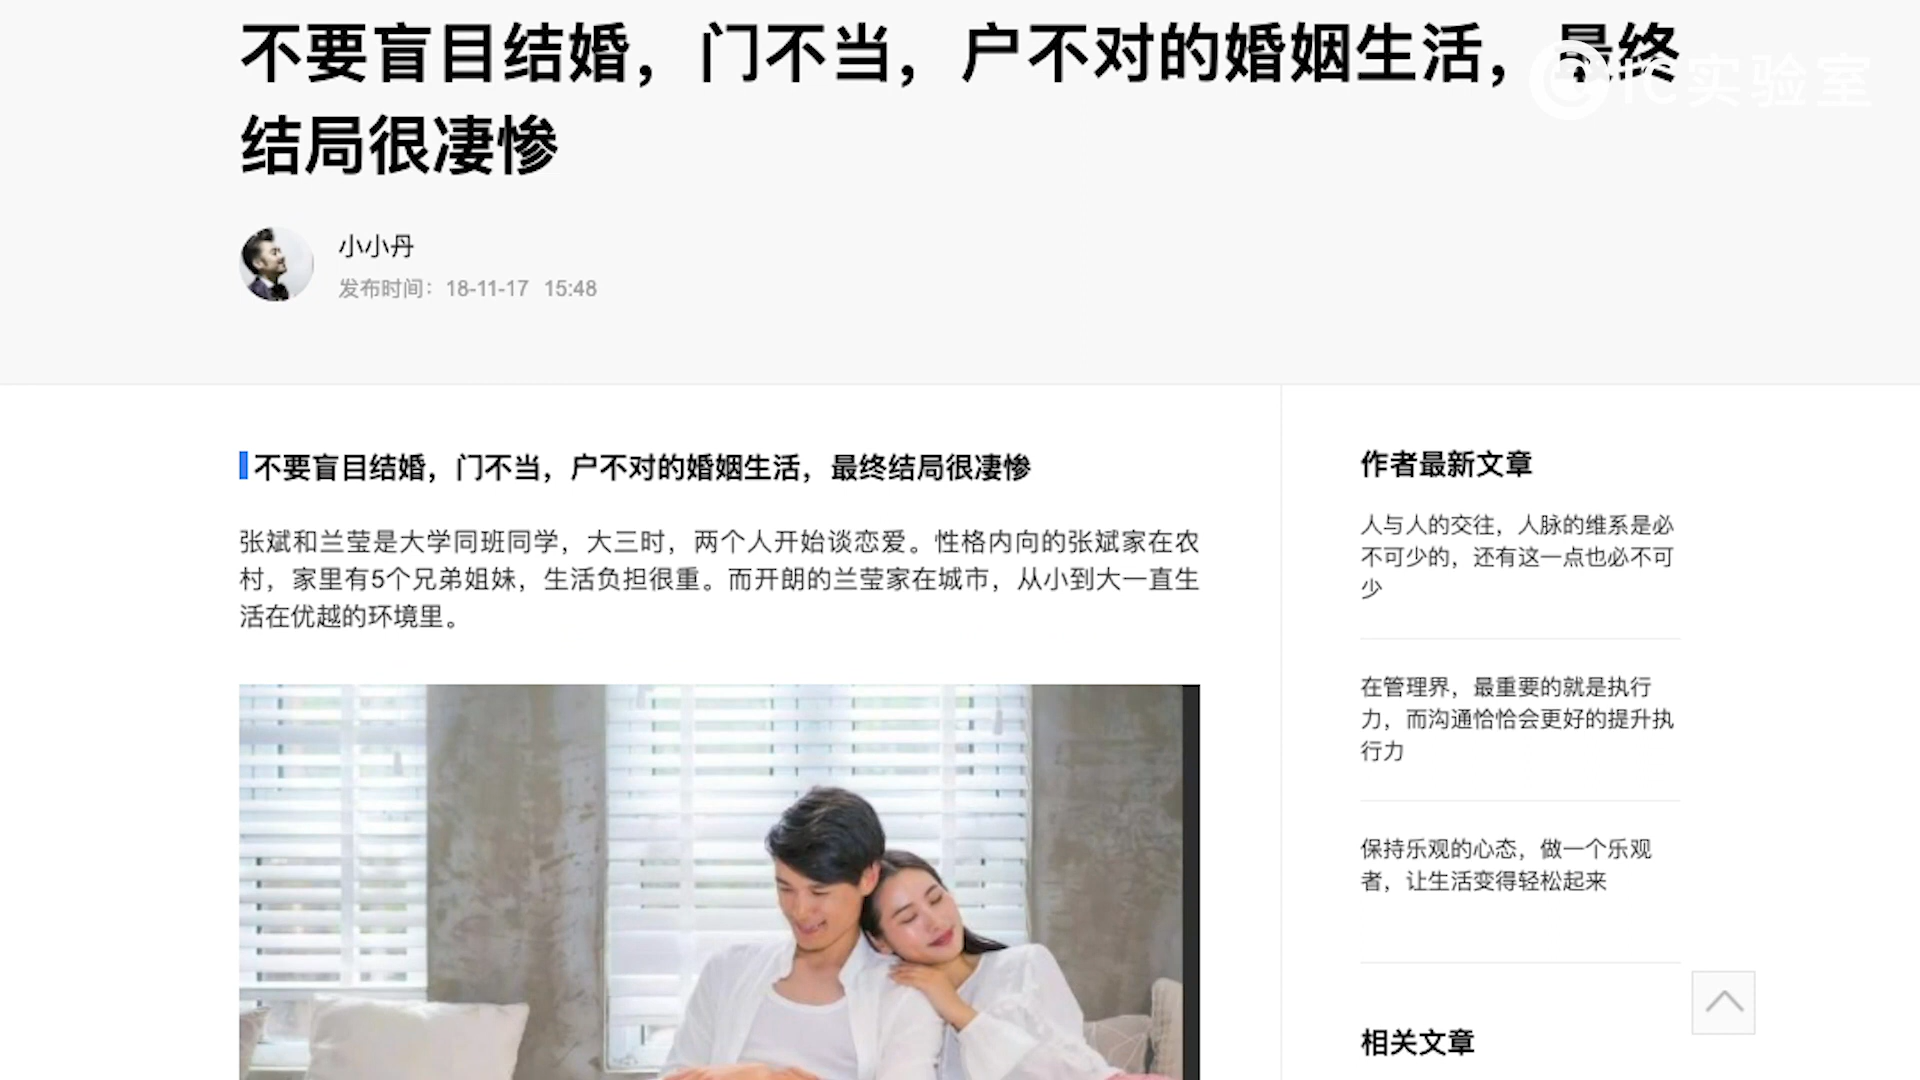 不要盲目结婚，门不当，户不对的婚姻生活，最终
结局很凄惨
IC实验室
小小丹
发布时间：18-11-17 15:48
不要盲目结婚，门不当，户不对的婚姻生活，最终结局很凄惨
张斌和兰莹是大学同班同学，大三时，两个人开始谈恋爱。性格内向的张斌家在农
村，家里有5个兄弟姐妹，生活负担很重。而开朗的兰莹家在城市，从小到大一直生
活在优越的环境里。
作者最新文章
人与人的交往，人脉的维系是必
不可少的，还有这一点也必不可
少
在管理界，最重要的就是执行
力，而沟通恰恰会更好的提升执
行力
保持乐观的心态，做一个乐观
者，让生活变得轻松起来
相关文章